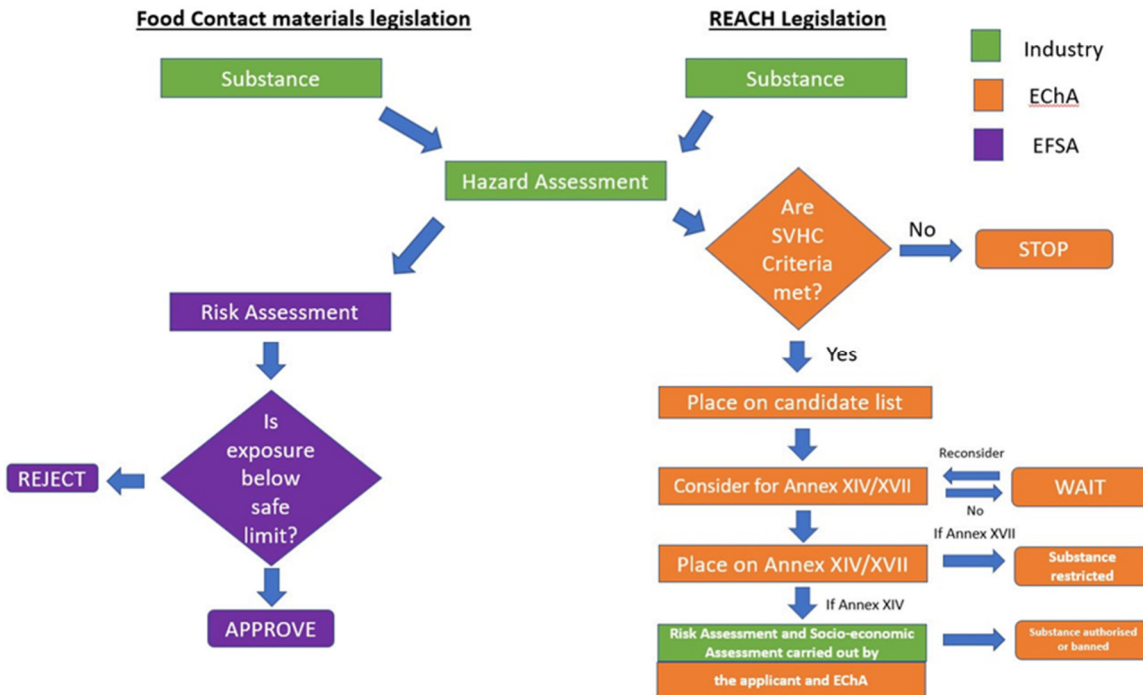 Food Contact materials legislation
REACH Legislation
Industry
EChA
EFSA
Substance
Substance
Hazard Assessment
Are
SVHC
Criteria
met?
No
STOP
Risk Assessment
Yes
Is
exposure
below
safe
limit?
REJECT
APPROVE
Place on candidate list
Consider for Annex XIV/XVII
Reconsider
No
WAIT
Place on Annex XIV/XVII
If Annex XVII
Substance
restricted
If Annex XIV
Risk Assessment and Socio-economic
Assessment carried out by
the applicant and EChA
Substance authorised
or banned